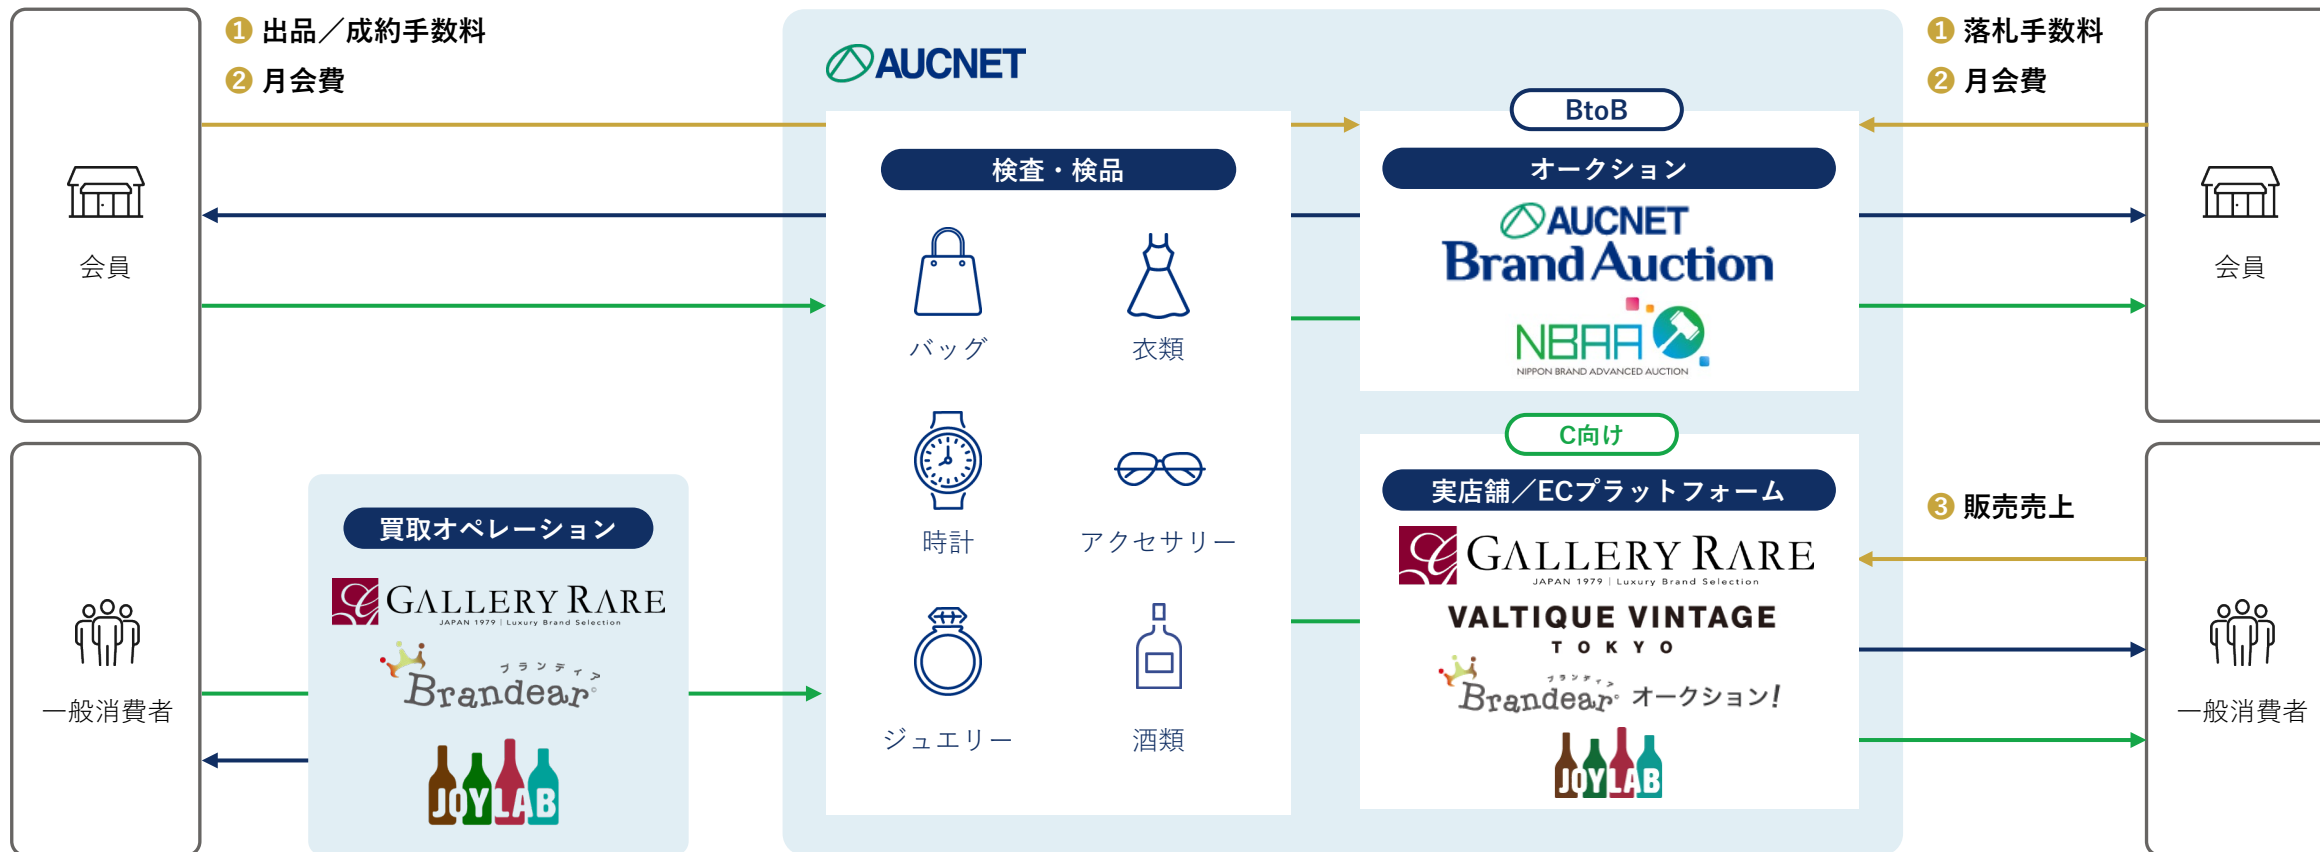 ❶ 出品／成約手数料
❷ 月会費
会員
一般消費者
買取オペレーション
GALLERY RARE
JAPAN 1979 | Luxury Brand Selection
ブランディア
Brandear
JOYLAB
AUCNET
検査・検品
バッグ
衣類
時計
アクセサリー
ジュエリー
酒類
BtoB
オークション
AUCNET
Brand Auction
NBAA
NIPPON BRAND ADVANCED AUCTION
C向け
実店舗／ECプラットフォーム
GALLERY RARE
JAPAN 1979 | Luxury Brand Selection
VALTIQUE VINTAGE
TOKYO
ブランディア
Brandear オークション!
JOYLAB
❶ 落札手数料
❷ 月会費
会員
❸ 販売売上
一般消費者